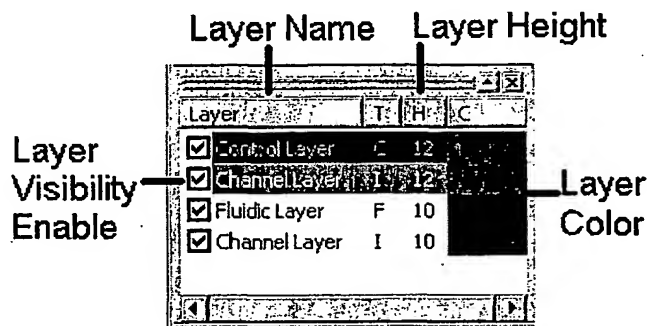 Layer Name Layer Height
Layer T H C
Control Layer C 12
Channel Layer I 12
Fluidic Layer F 10
Channel Layer I 10
Layer
Visibility
Enable
Layer
Color